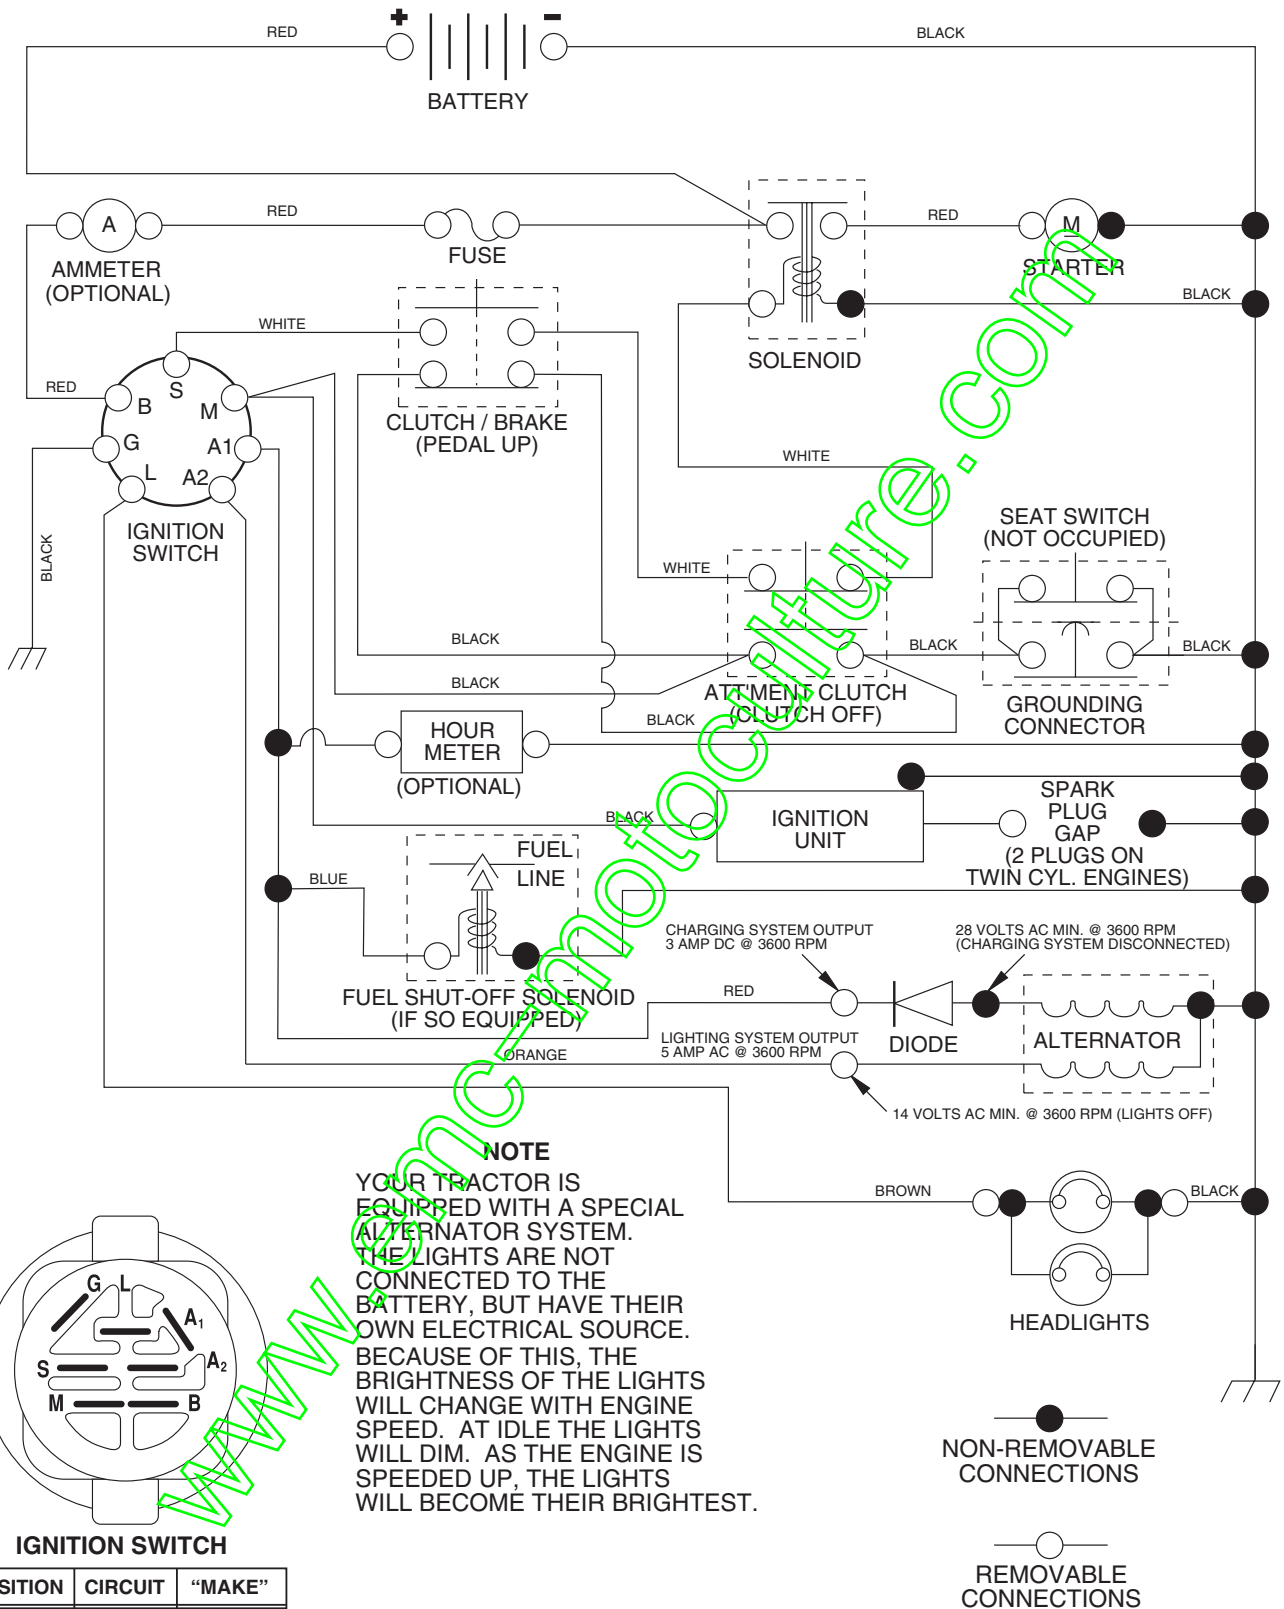 RED
+
−
BLACK
BATTERY
A
RED
RED
M
FUSE
STARTER
AMMETER
(OPTIONAL)
BLACK
WHITE
SOLENOID
RED
S
B
M
CLUTCH / BRAKE
(PEDAL UP)
G
A1
L
A2
WHITE
IGNITION
SWITCH
BLACK
SEAT SWITCH
(NOT OCCUPIED)
WHITE
BLACK
BLACK
BLACK
BLACK
ATT'MENT CLUTCH
(CLUTCH OFF)
BLACK
GROUNDING
CONNECTOR
HOUR
METER
(OPTIONAL)
BLACK
IGNITION
UNIT
SPARK
PLUG
GAP
(2 PLUGS ON
TWIN CYL. ENGINES)
BLUE
FUEL
LINE
CHARGING SYSTEM OUTPUT
3 AMP DC @ 3600 RPM
28 VOLTS AC MIN. @ 3600 RPM
(CHARGING SYSTEM DISCONNECTED)
FUEL SHUT-OFF SOLENOID
(IF SO EQUIPPED)
RED
LIGHTING SYSTEM OUTPUT
5 AMP AC @ 3600 RPM
DIODE
ALTERNATOR
ORANGE
14 VOLTS AC MIN. @ 3600 RPM (LIGHTS OFF)
NOTE
YOUR TRACTOR IS
EQUIPPED WITH A SPECIAL
ALTERNATOR SYSTEM.
THE LIGHTS ARE NOT
CONNECTED TO THE
BATTERY, BUT HAVE THEIR
OWN ELECTRICAL SOURCE.
BECAUSE OF THIS, THE
BRIGHTNESS OF THE LIGHTS
WILL CHANGE WITH ENGINE
SPEED. AT IDLE THE LIGHTS
WILL DIM. AS THE ENGINE IS
SPEEDED UP, THE LIGHTS
WILL BECOME THEIR BRIGHTEST.
BROWN
BLACK
HEADLIGHTS
G L
A1
S
A2
M
B
IGNITION SWITCH
SITION CIRCUIT “MAKE”
NON-REMOVABLE
CONNECTIONS
REMOVABLE
CONNECTIONS
www.emc-motoculture.com